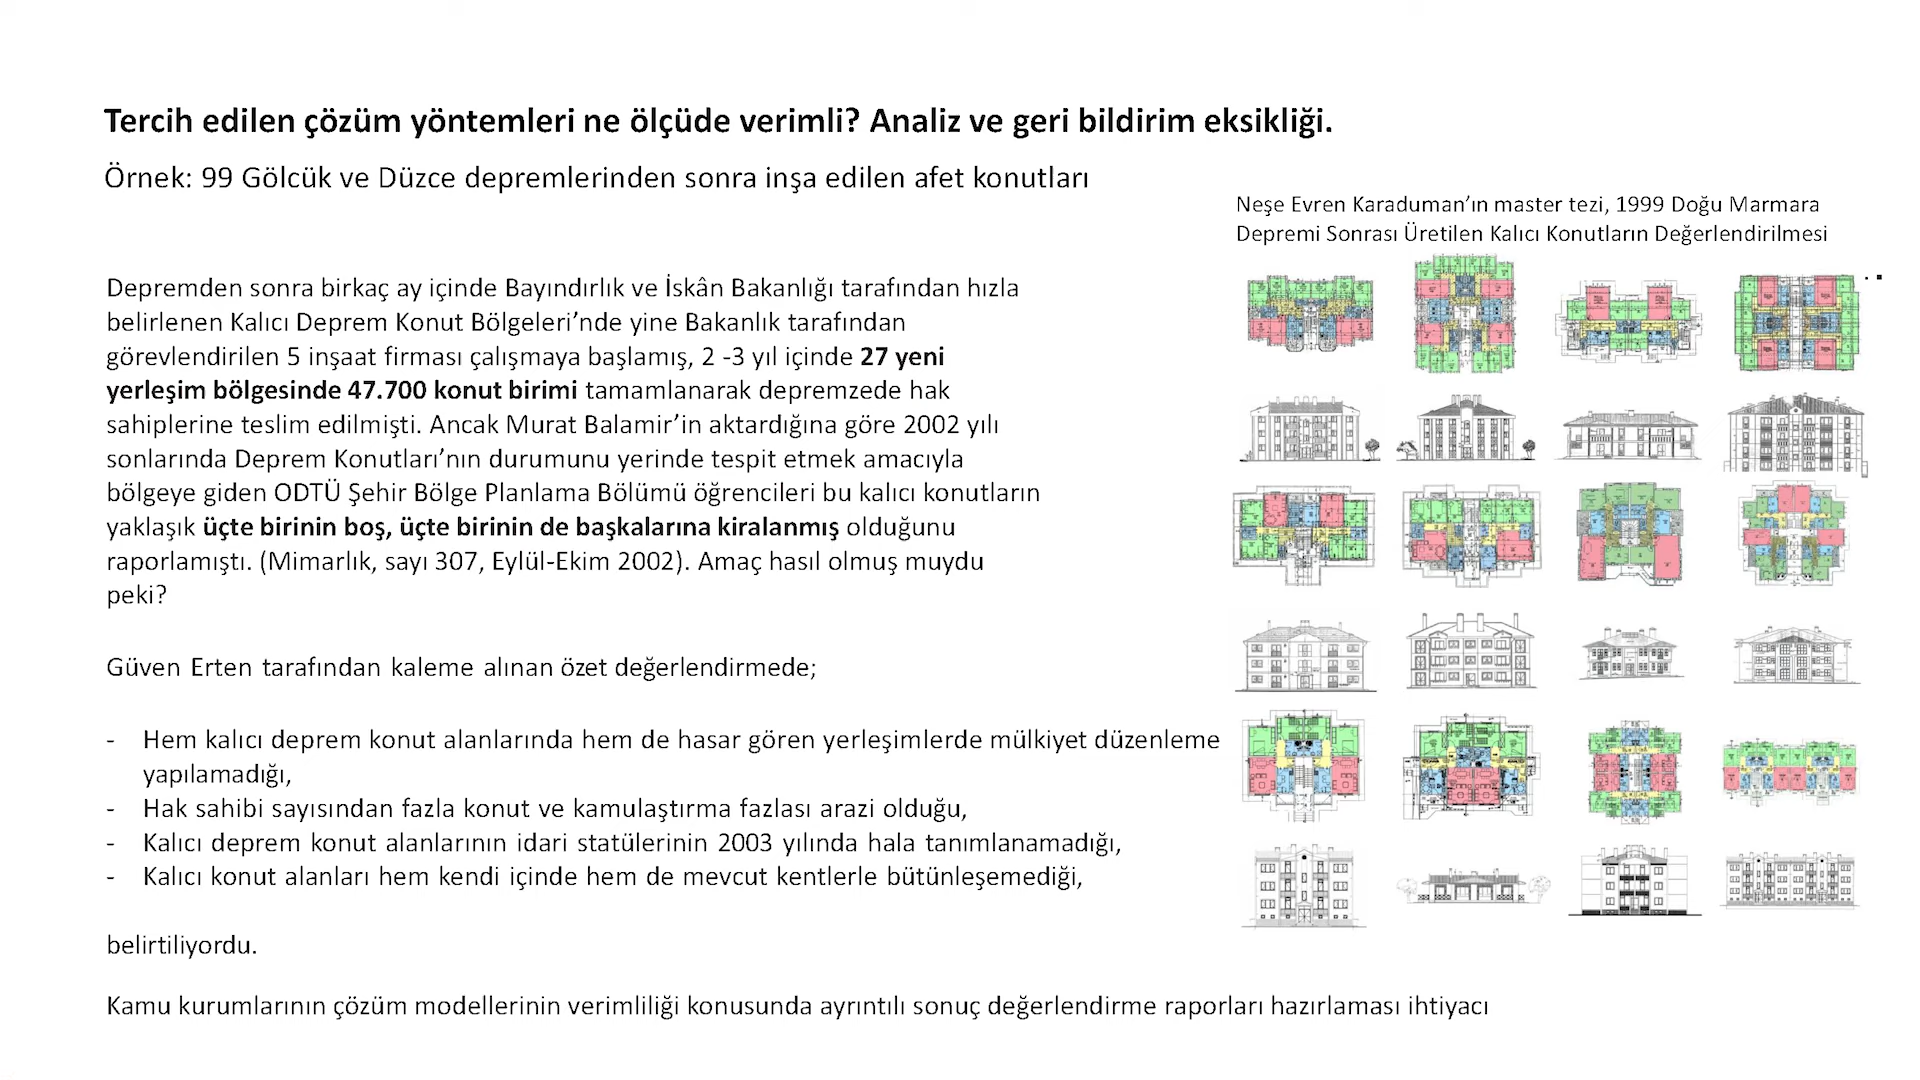 Tercih edilen çözüm yöntemleri ne ölçüde verimli? Analiz ve geri bildirim eksikliği.
Örnek: 99 Gölcük ve Düzce depremlerinden sonra inşa edilen afet konutları
Neşe Evren Karaduman’ın master tezi, 1999 Doğu Marmara
Depremi Sonrası Üretilen Kalıcı Konutların Değerlendirilmesi
Depremden sonra birkaç ay içinde Bayındırlık ve İskân Bakanlığı tarafından hızla
belirlenen Kalıcı Deprem Konut Bölgeleri’nde yine Bakanlık tarafından
görevlendirilen 5 inşaat firması çalışmaya başlamış, 2 -3 yıl içinde 27 yeni
yerleşim bölgesinde 47.700 konut birimi tamamlanarak depremzede hak
sahiplerine teslim edilmişti. Ancak Murat Balamir’in aktardığına göre 2002 yılı
sonlarında Deprem Konutları’nın durumunu yerinde tespit etmek amacıyla
bölgeye giden ODTÜ Şehir Bölge Planlama Bölümü öğrencileri bu kalıcı konutların
yaklaşık üçte birinin boş, üçte birinin de başkalarına kiralanmış olduğunu
raporlamıştı. (Mimarlık, sayı 307, Eylül-Ekim 2002). Amaç hasıl olmuş muydu
peki?
Güven Erten tarafından kaleme alınan özet değerlendirmede;
- Hem kalıcı deprem konut alanlarında hem de hasar gören yerleşimlerde mülkiyet düzenleme
yapılamadığı,
- Hak sahibi sayısından fazla konut ve kamulaştırma fazlası arazi olduğu,
- Kalıcı deprem konut alanlarının idari statülerinin 2003 yılında hala tanımlanamadığı,
- Kalıcı konut alanları hem kendi içinde hem de mevcut kentlerle bütünleşemediği,
belirtiliyordu.
Kamu kurumlarının çözüm modellerinin verimliliği konusunda ayrıntılı sonuç değerlendirme raporları hazırlaması ihtiyacı